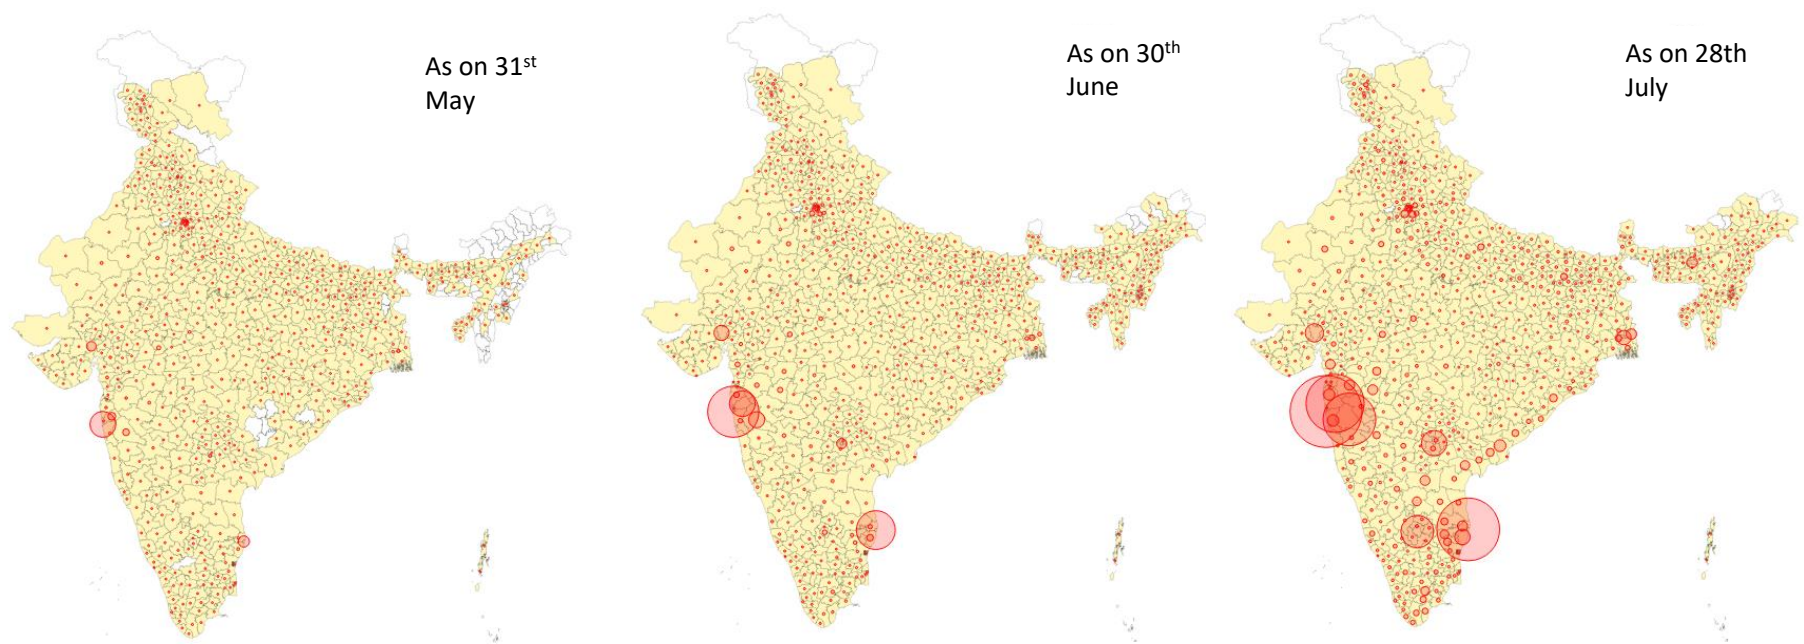 As on 31st
May
As on 30th
June
As on 28th
July